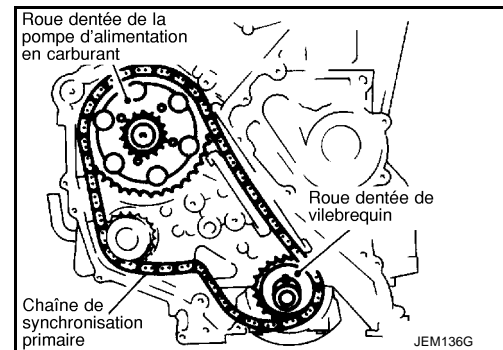 Roue dentée de la
pompe d'alimentation
en carburant
Roue dentée de
vilebrequin
Chaîne de
synchronisation
primaire
JEM136G